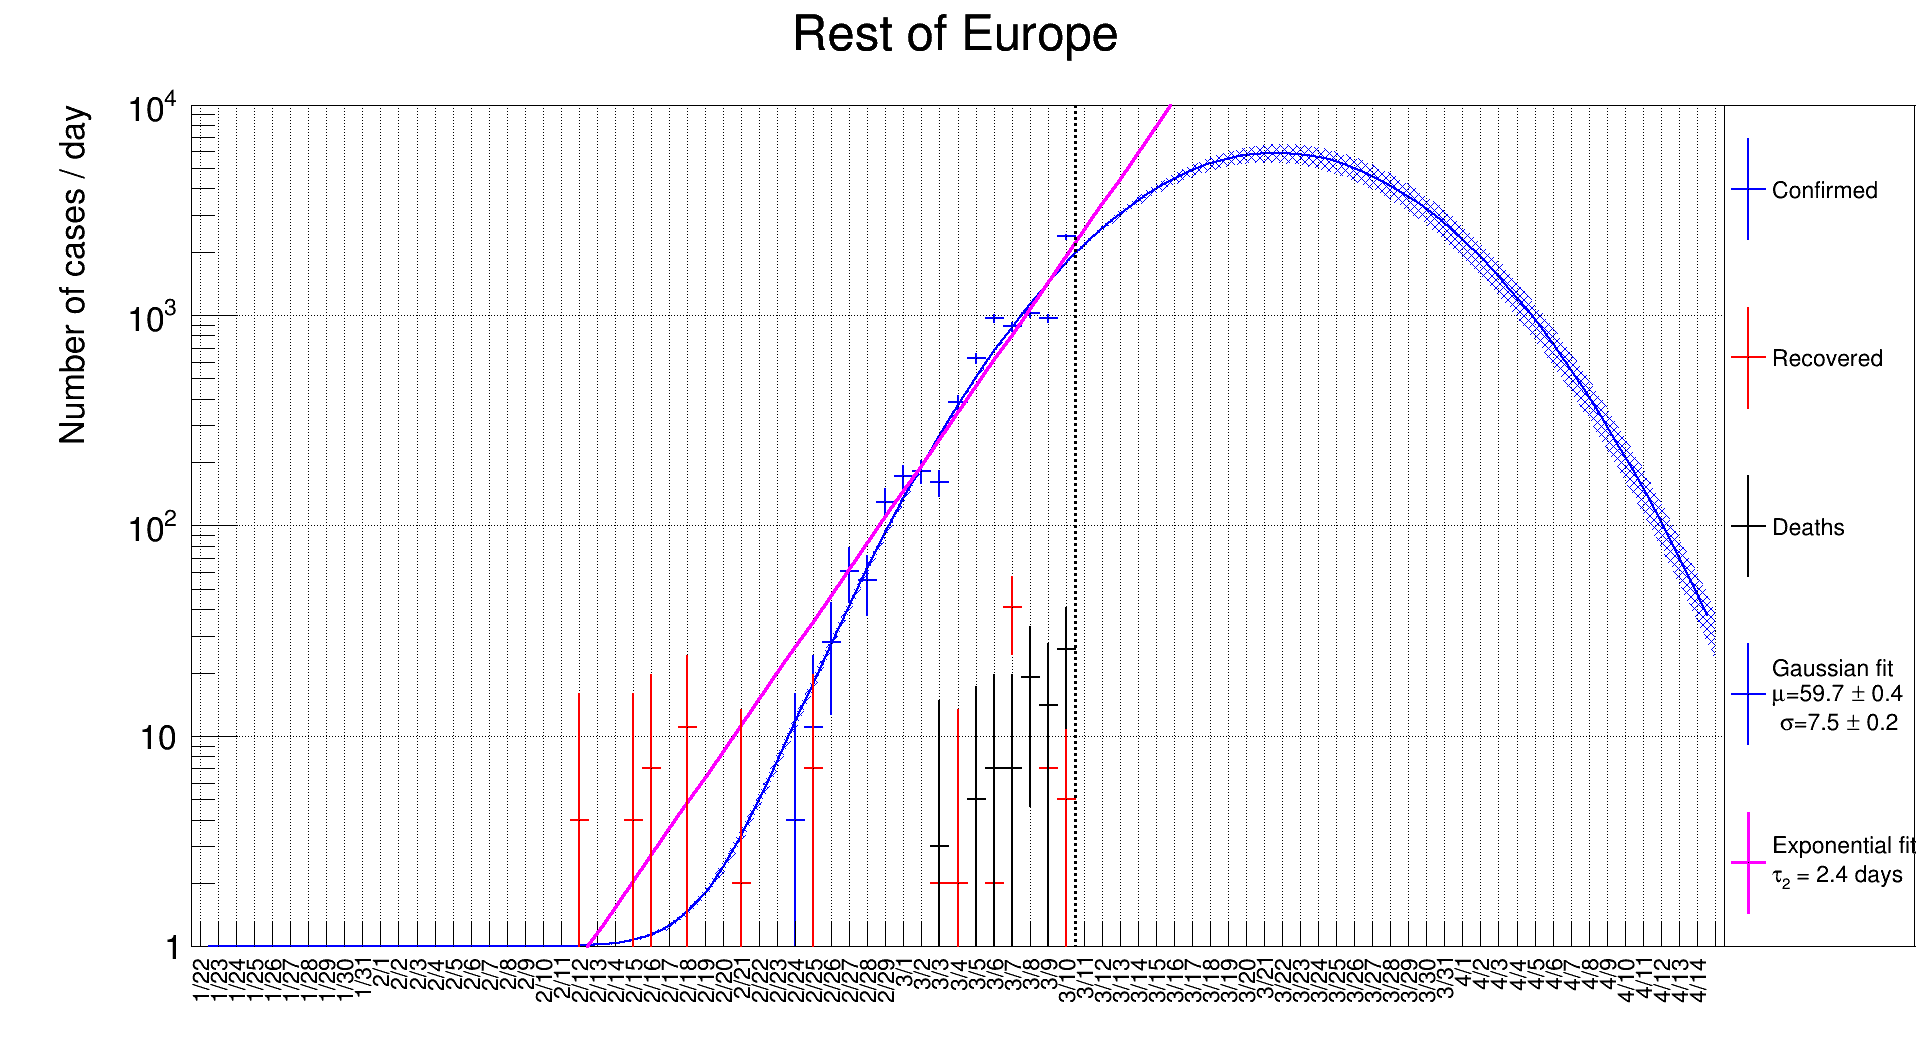 Rest of Europe
Number of cases / day
10⁴
10³
10²
10
1
1/22 1/23 1/24 1/25 1/26 1/27 1/28 1/29 1/30 1/31 2/1 2/2 2/3 2/4 2/5 2/6 2/7 2/8 2/9 2/10 2/11 2/12 2/13 2/14 2/15 2/16 2/17 2/18 2/19 2/20 2/21 2/22 2/23 2/24 2/25 2/26 2/27 2/28 2/29 3/1 3/2 3/3 3/4 3/5 3/6 3/7 3/8 3/9 3/10 3/11 3/12 3/13 3/14 3/15 3/16 3/17 3/18 3/19 3/20 3/21 3/22 3/23 3/24 3/25 3/26 3/27 3/28 3/29 3/30 3/31 4/1 4/2 4/3 4/4 4/5 4/6 4/7 4/8 4/9 4/10 4/11 4/12 4/13 4/14
Confirmed
Recovered
Deaths
Gaussian fit
μ=59.7 ± 0.4
σ=7.5 ± 0.2
Exponential fit
τ₂ = 2.4 days